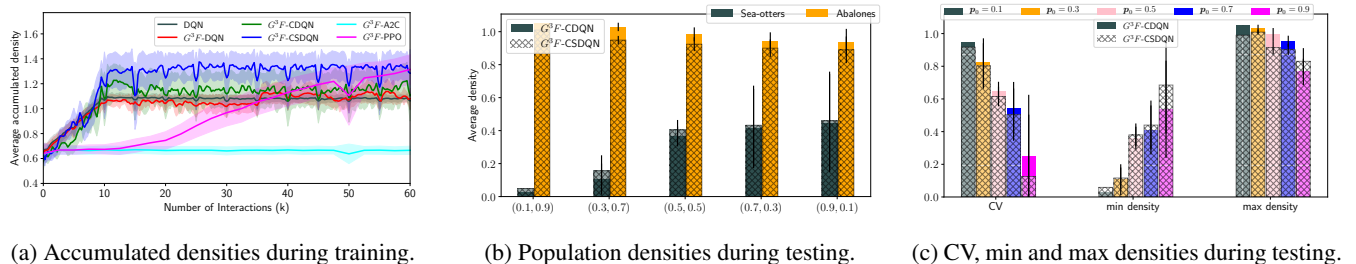 Average accumulated density
1.6
1.4
1.2
1.0
0.8
0.6
0.4
DQN
G³F-DQN
G³F-CDQN
G³F-CSDQN
G³F-A2C
G³F-PPO
0
10
20
30
40
50
60
Number of Interactions (k)
(a) Accumulated densities during training.
Sea-otters
Abalones
G³F-CDQN
G³F-CSDQN
Average density
1.0
0.8
0.6
0.4
0.2
0.0
(0.1, 0.9)
(0.3, 0.7)
(0.5, 0.5)
(0.7, 0.3)
(0.9, 0.1)
(b) Population densities during testing.
p₀ = 0.1
p₀ = 0.3
p₀ = 0.5
p₀ = 0.7
p₀ = 0.9
G³F-CDQN
G³F-CSDQN
1.0
0.8
0.6
0.4
0.2
0.0
CV
min density
max density
(c) CV, min and max densities during testing.